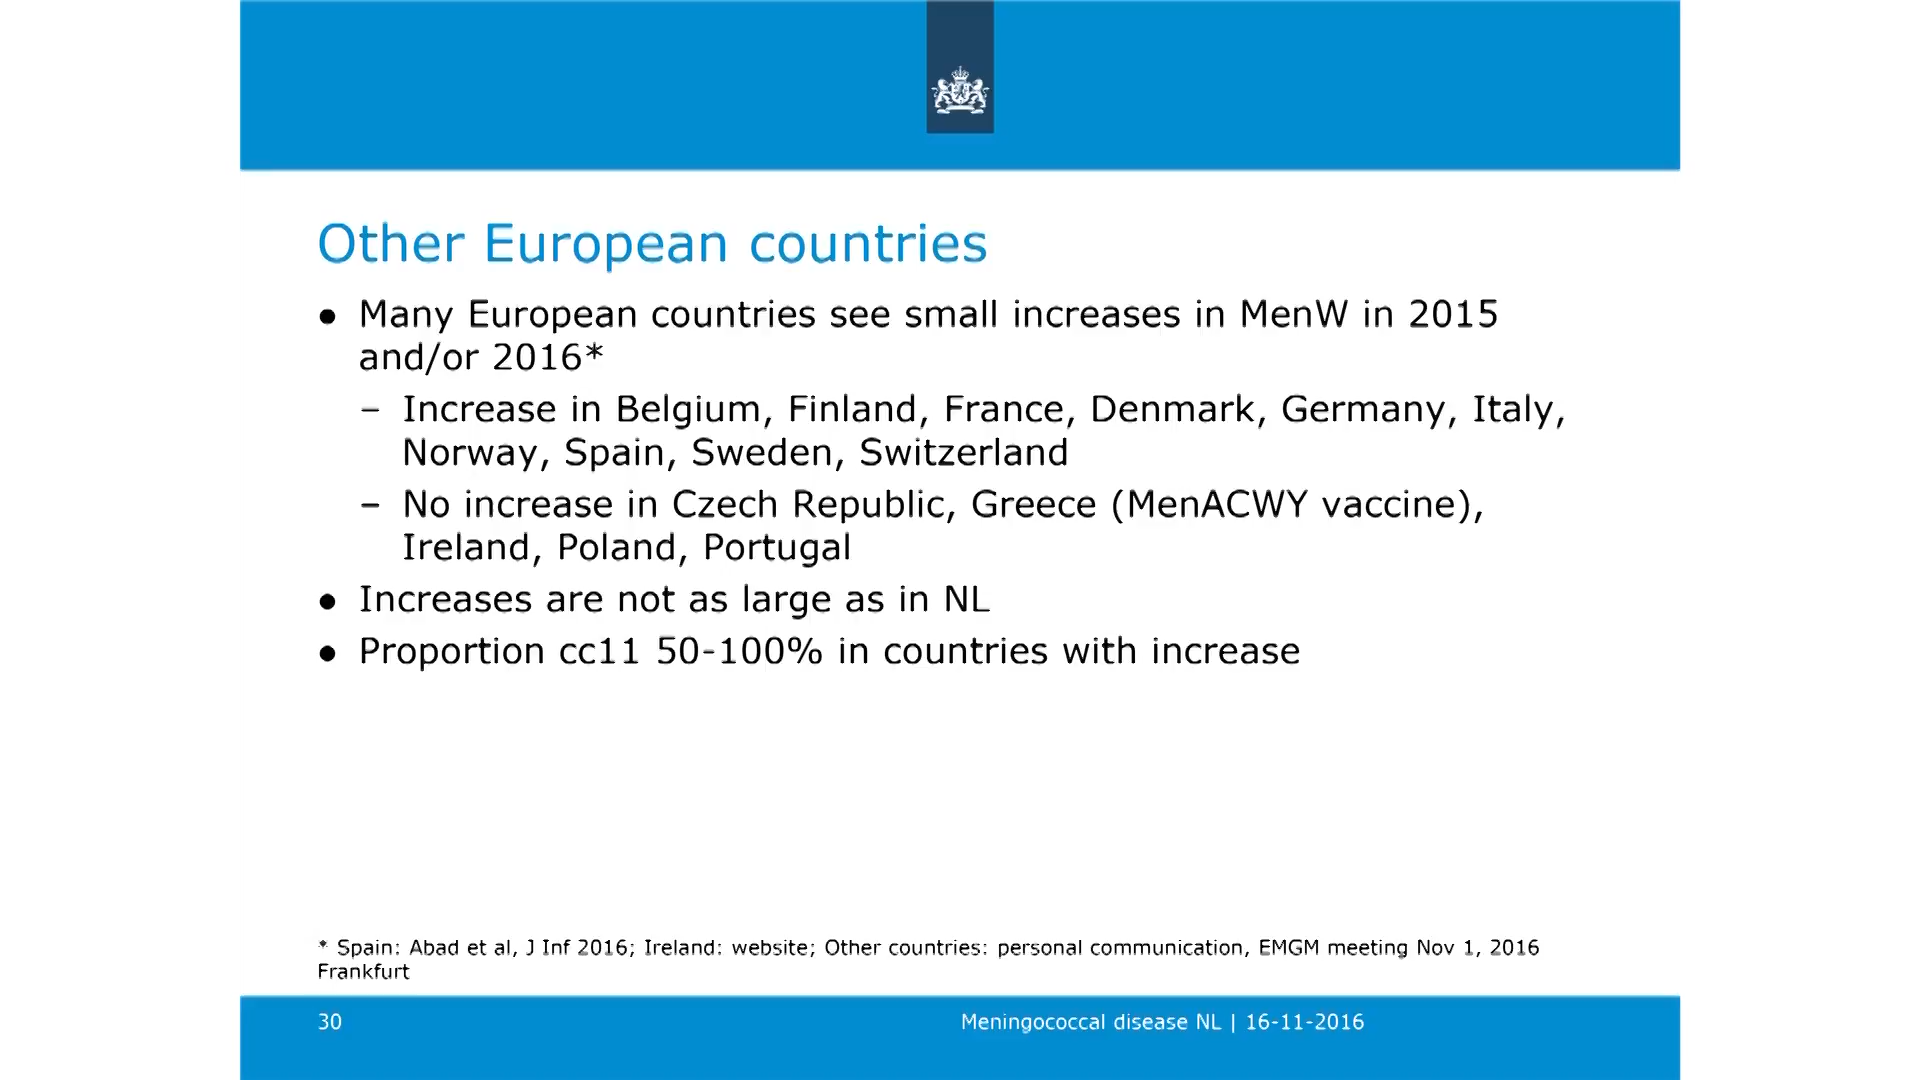 Other European countries
● Many European countries see small increases in MenW in 2015
and/or 2016*
– Increase in Belgium, Finland, France, Denmark, Germany, Italy,
Norway, Spain, Sweden, Switzerland
– No increase in Czech Republic, Greece (MenACWY vaccine),
Ireland, Poland, Portugal
● Increases are not as large as in NL
● Proportion cc11 50-100% in countries with increase
* Spain: Abad et al, J Inf 2016; Ireland: website; Other countries: personal communication, EMGM meeting Nov 1, 2016
Frankfurt
30 Meningococcal disease NL | 16-11-2016